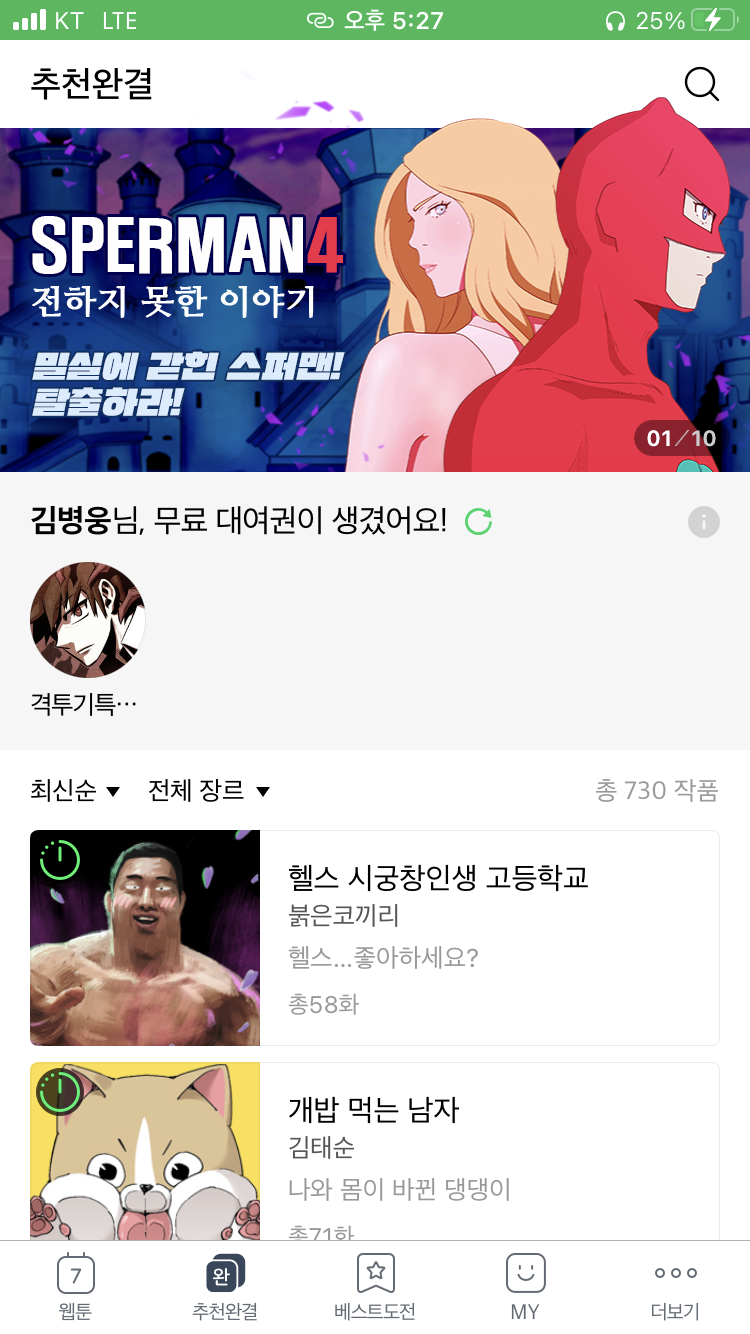 KT LTE 오후 5:27 25%
추천완결
SPERMAN4
전하지 못한 이야기
밀실에 갇힌 스퍼맨!
탈출하라!
01/10
김병웅님, 무료 대여권이 생겼어요!
격투기특…
최신순 전체 장르 총 730 작품
헬스 시궁창인생 고등학교
붉은코끼리
헬스...좋아하세요?
총58화
개밥 먹는 남자
김태순
나와 몸이 바뀐 댕댕이
총71화
7 완
웹툰 추천완결 베스트도전 MY 더보기